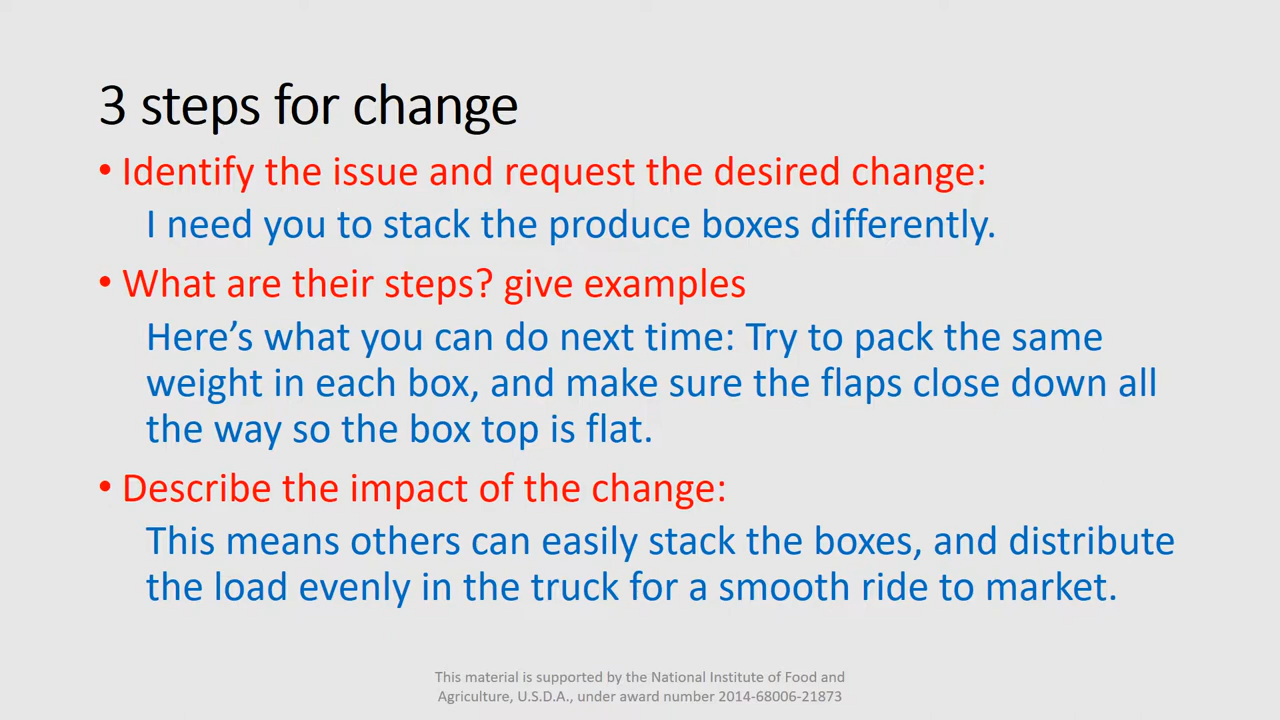 3 steps for change
• Identify the issue and request the desired change:
I need you to stack the produce boxes differently.
• What are their steps? give examples
Here’s what you can do next time: Try to pack the same
weight in each box, and make sure the flaps close down all
the way so the box top is flat.
• Describe the impact of the change:
This means others can easily stack the boxes, and distribute
the load evenly in the truck for a smooth ride to market.
This material is supported by the National Institute of Food and
Agriculture, U.S.D.A., under award number 2014-68006-21873